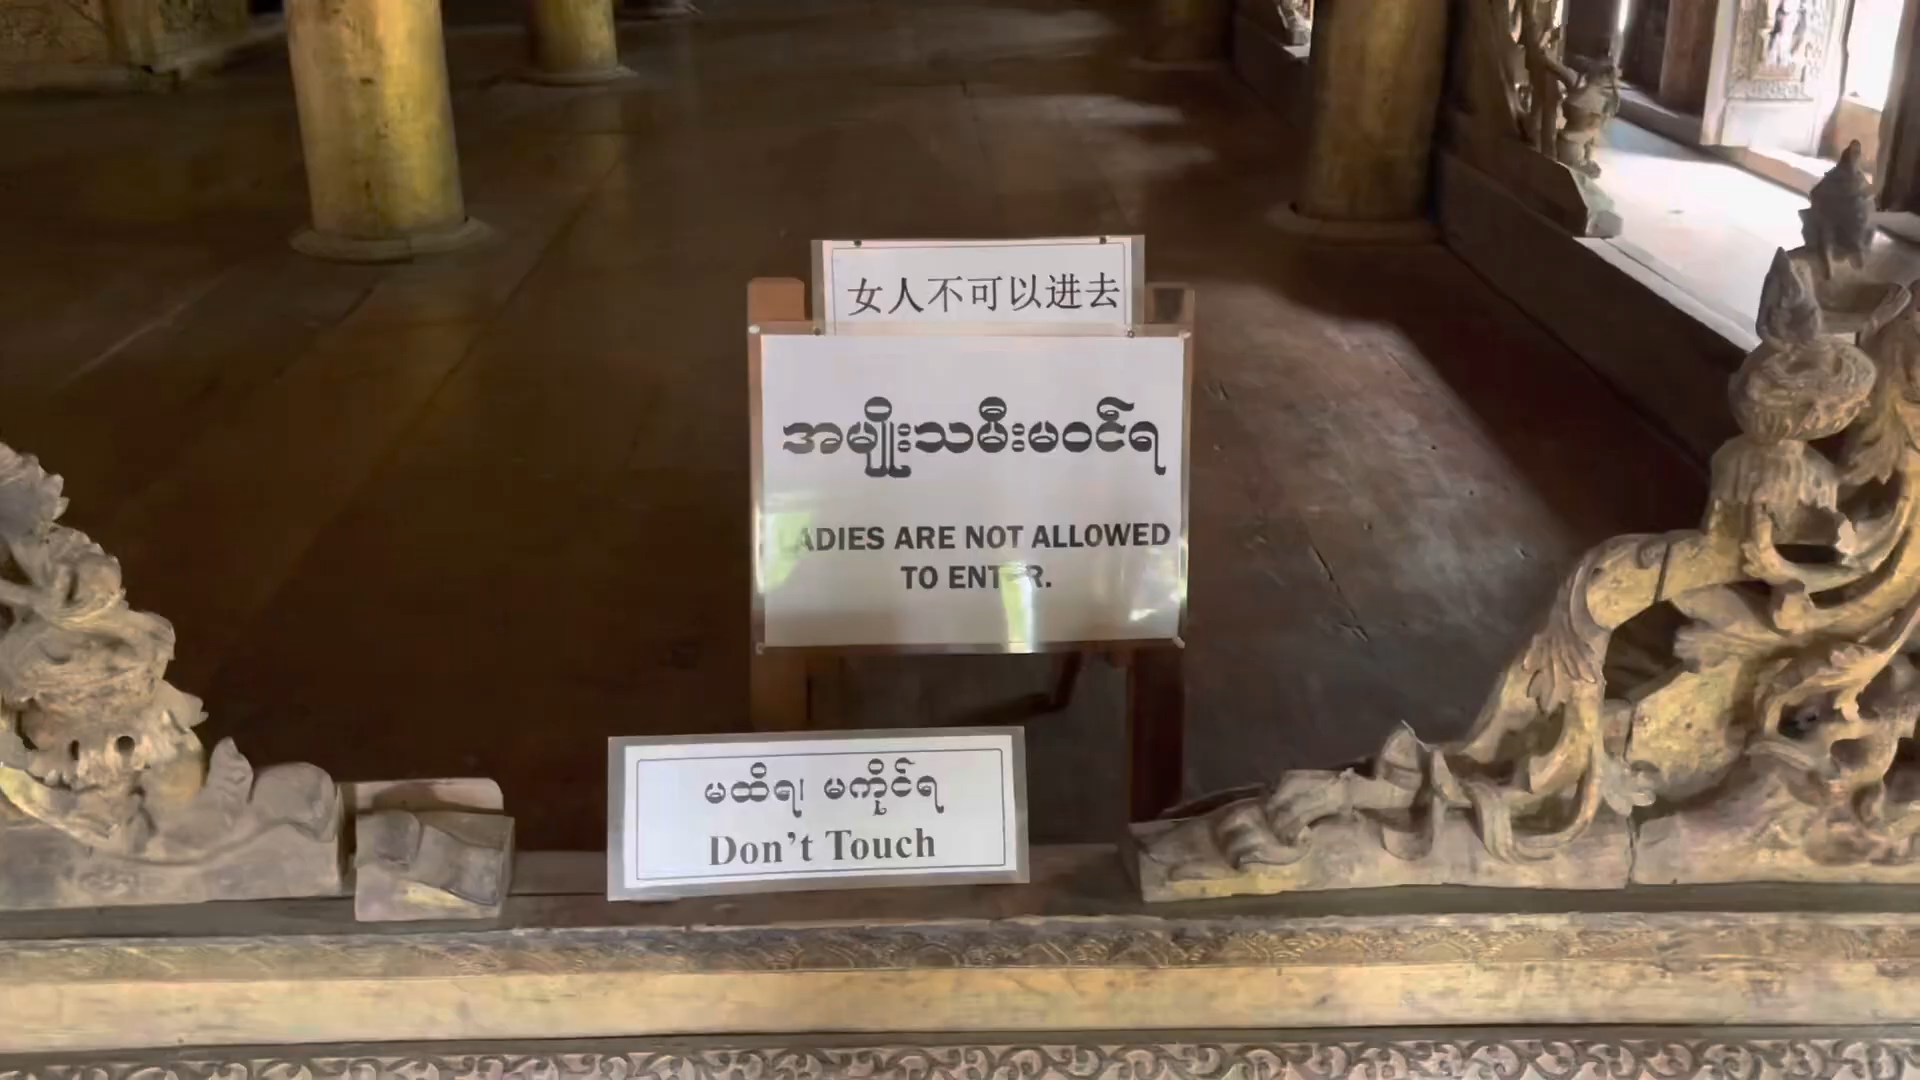 女人不可以进去
အမျိုးသမီးမဝင်ရ
LADIES ARE NOT ALLOWED
TO ENTER.
မထိရ၊ မကိုင်ရ
Don't Touch